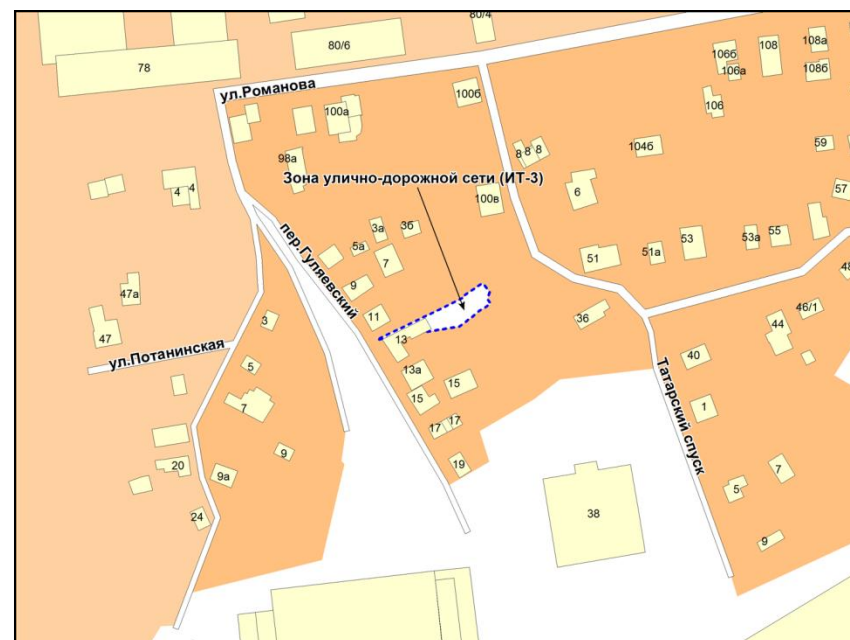 80/4
78
80/6
108а
106б
108
106а
108б
ул.Романова
100б
106
100а
59
104б
8
8
8
98а
Зона улично-дорожной сети (ИТ-3)
4
4
6
57
100в
пер.Гуляевский
3а
3б
53
53а
55
5а
51
51а
7
48
47а
9
46/1
11
36
3
44
47
13
ул.Потанинская
40
5
13а
15
15
Татарский спуск
7
1
17
17
9
20
19
7
9а
5
24
38
9